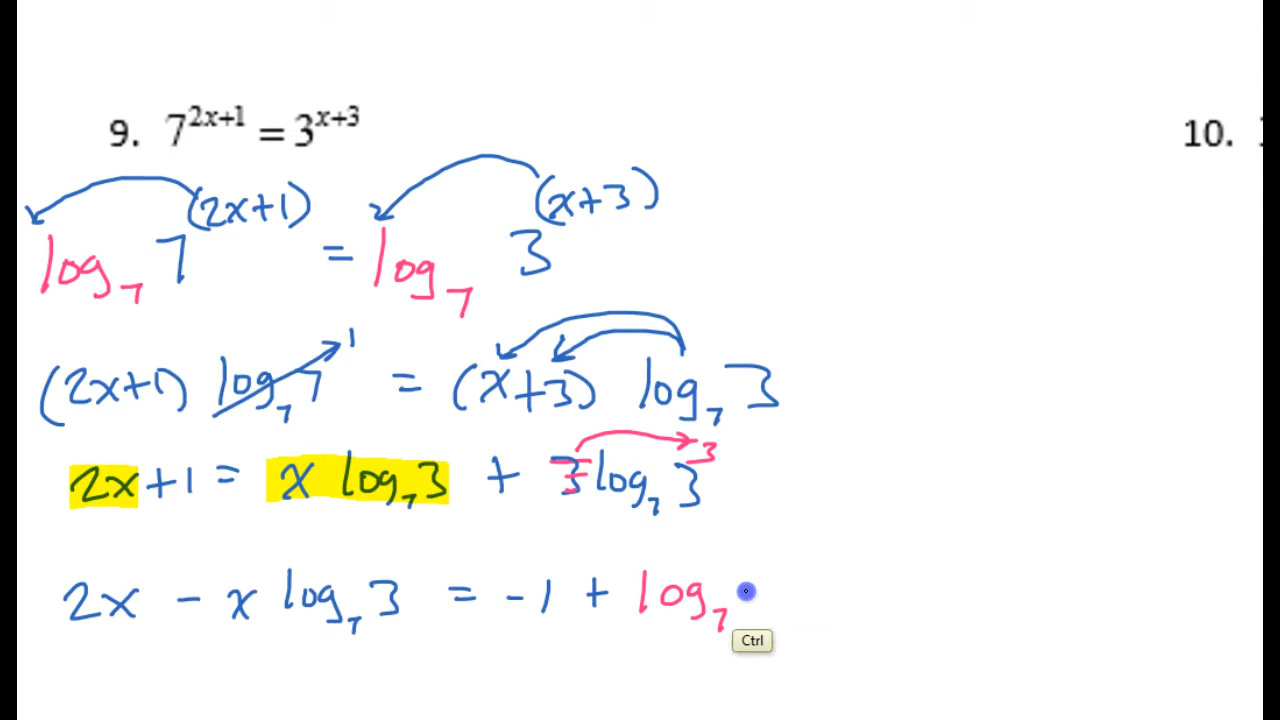 9. 7^{2x+1} = 3^{x+3}
10.
log₇ 7^{(2x+1)} = log₇ 3^{(x+3)}
(2x+1) log₇ 7 → 1 = (x+3) log₇ 3
2x+1 = x log₇ 3 + 3 log₇ 3^3
2x - x log₇ 3 = -1 + log₇
Ctrl